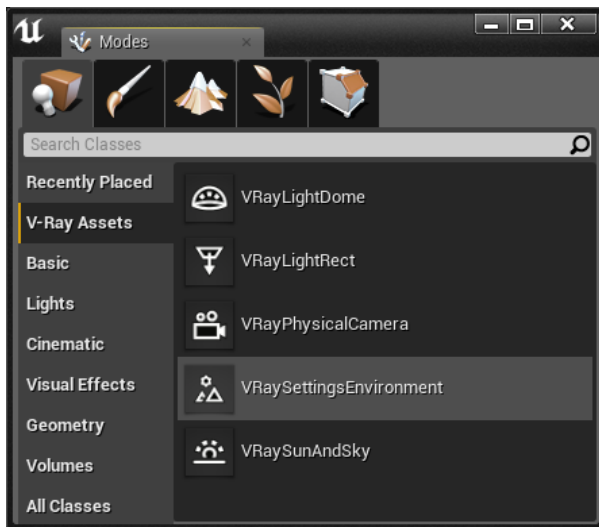 Modes
Search Classes
Recently Placed
V-Ray Assets
Basic
Lights
Cinematic
Visual Effects
Geometry
Volumes
All Classes
VRayLightDome
VRayLightRect
VRayPhysicalCamera
VRaySettingsEnvironment
VRaySunAndSky